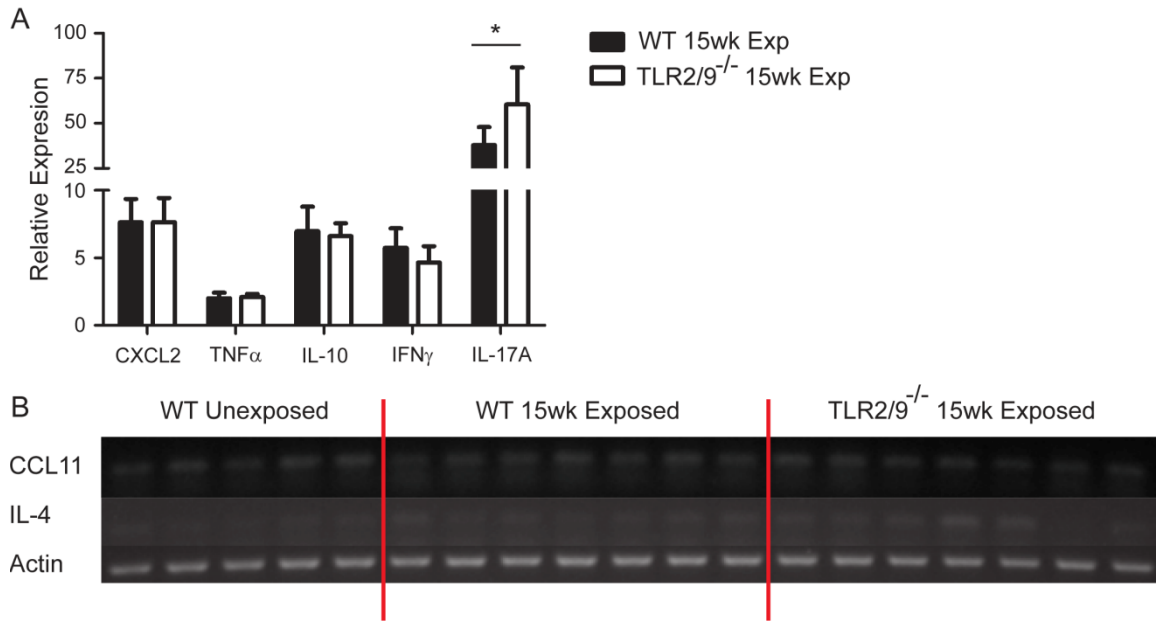 A
100
75
50
25
10
5
0
Relative Expresion
*
WT 15wk Exp
TLR2/9-/- 15wk Exp
CXCL2 TNFα IL-10 IFNγ IL-17A
B
WT Unexposed WT 15wk Exposed TLR2/9-/- 15wk Exposed
CCL11
IL-4
Actin